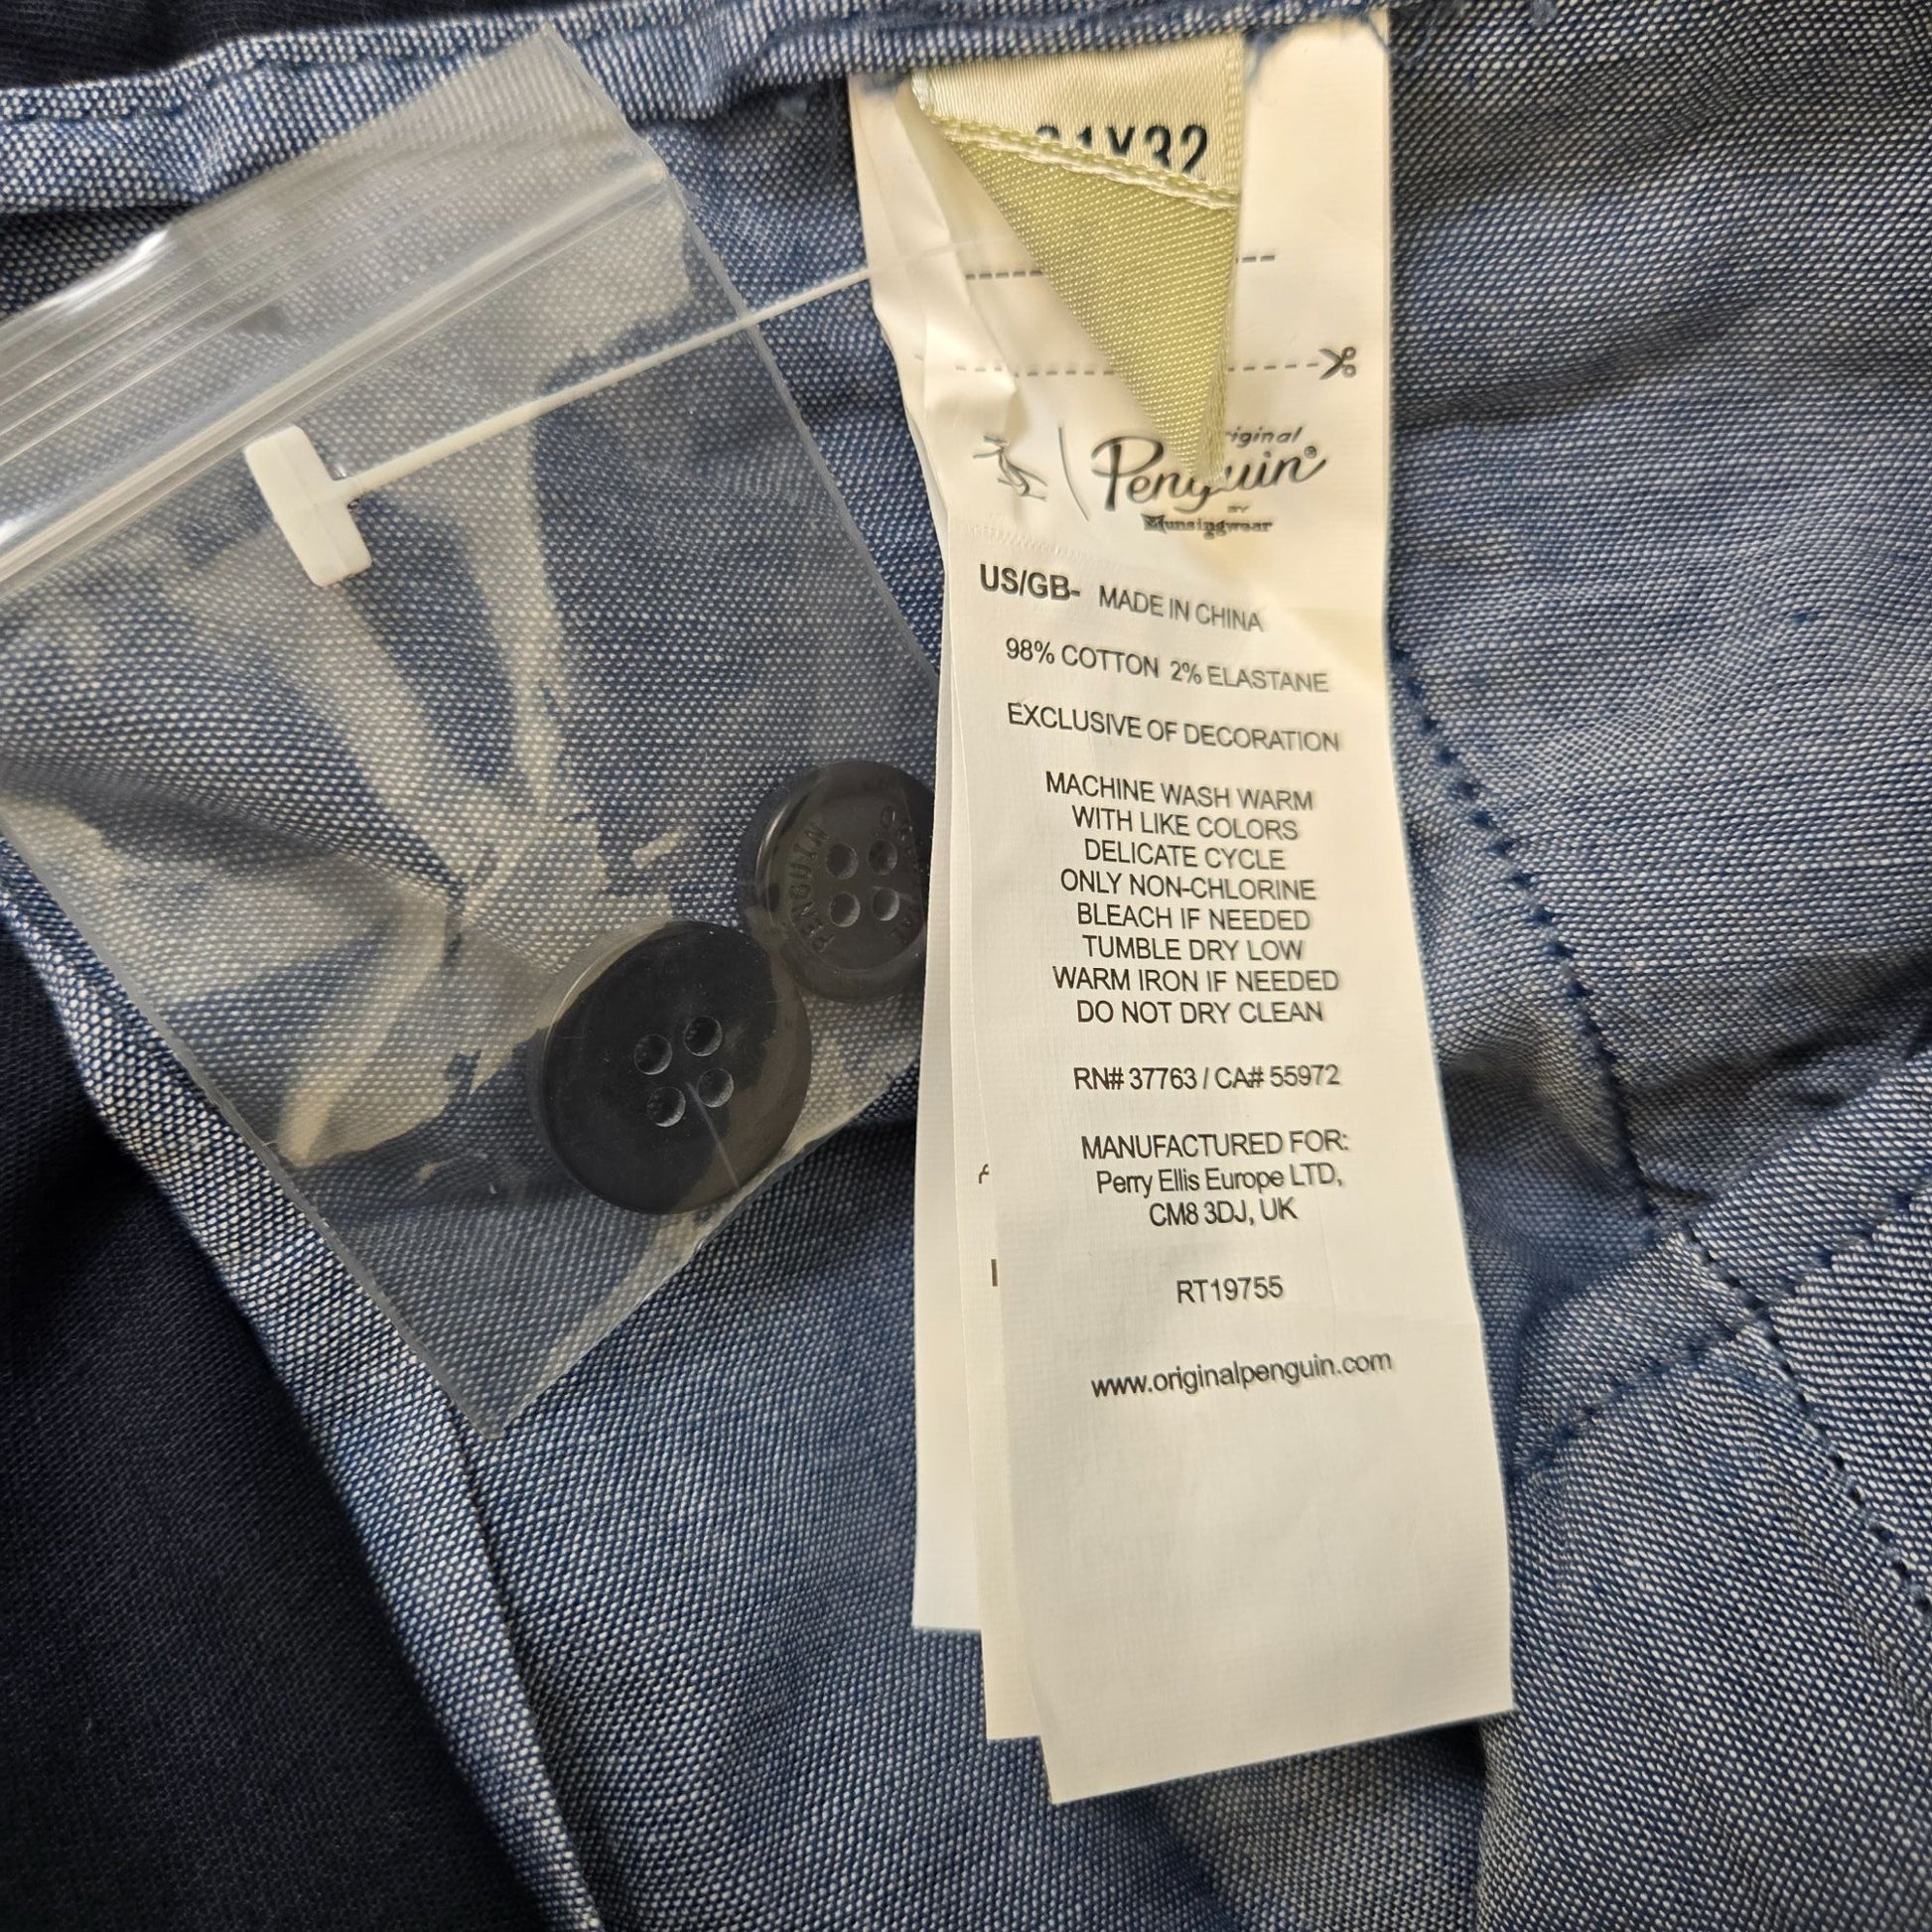 X32
Penguin®
BY
Munsingwear
US/GB- MADE IN CHINA
98% COTTON 2% ELASTANE
EXCLUSIVE OF DECORATION
MACHINE WASH WARM
WITH LIKE COLORS
DELICATE CYCLE
ONLY NON-CHLORINE
BLEACH IF NEEDED
TUMBLE DRY LOW
WARM IRON IF NEEDED
DO NOT DRY CLEAN
RN# 37763 / CA# 55972
MANUFACTURED FOR:
Perry Ellis Europe LTD,
CM8 3DJ, UK
RT19755
www.originalpenguin.com
PENGUIN